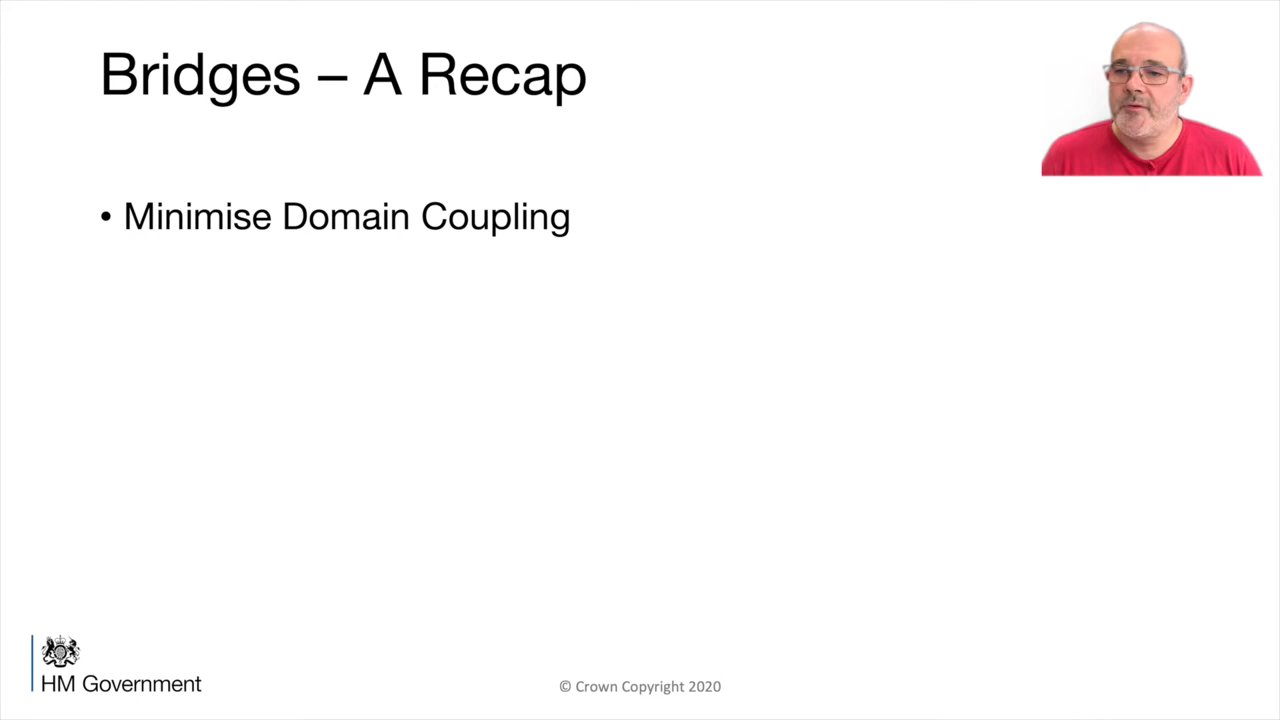 Bridges – A Recap
• Minimise Domain Coupling
HM Government
© Crown Copyright 2020